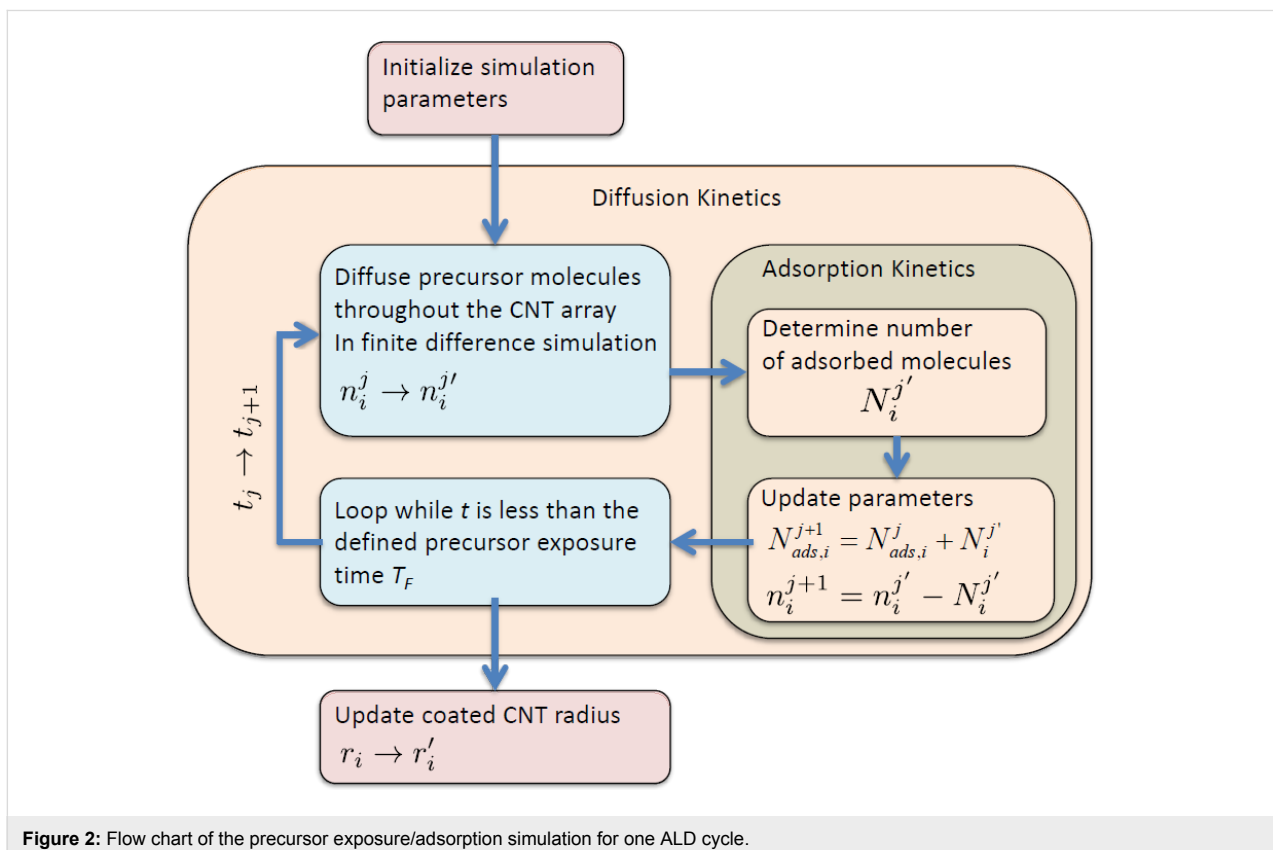 Initialize simulation
parameters
Diffusion Kinetics
Diffuse precursor molecules
throughout the CNT array
In finite difference simulation
$n_i^j \rightarrow n_i^{j'}$
Adsorption Kinetics
Determine number
of adsorbed molecules
$N_i^{j'}$
Update parameters
$N_{ads,i}^{j+1} = N_{ads,i}^{j} + N_i^{j'}$
$n_i^{j+1} = n_i^{j'} - N_i^{j'}$
Loop while t is less than the
defined precursor exposure
time $T_F$
$t_j \rightarrow t_{j+1}$
Update coated CNT radius
$r_i \rightarrow r_i'$
Figure 2: Flow chart of the precursor exposure/adsorption simulation for one ALD cycle.